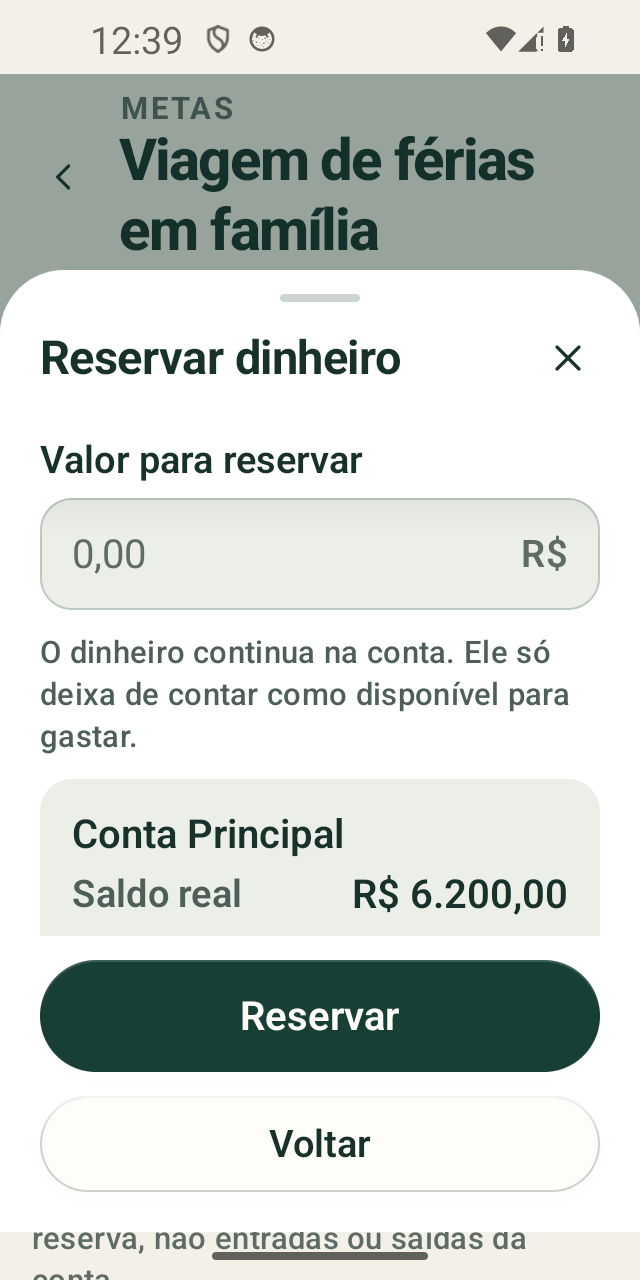 12:39
METAS
Viagem de férias
em família
Reservar dinheiro
Valor para reservar
0,00 R$
O dinheiro continua na conta. Ele só
deixa de contar como disponível para
gastar.
Conta Principal
Saldo real R$ 6.200,00
Reservar
Voltar
reserva, não entradas ou saídas da
conta